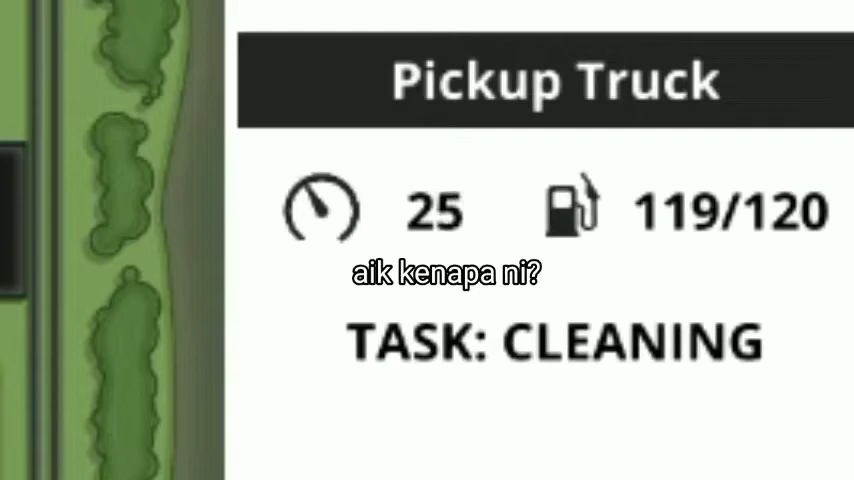 Pickup Truck
25 119/120
aik kenapa ni?
TASK: CLEANING